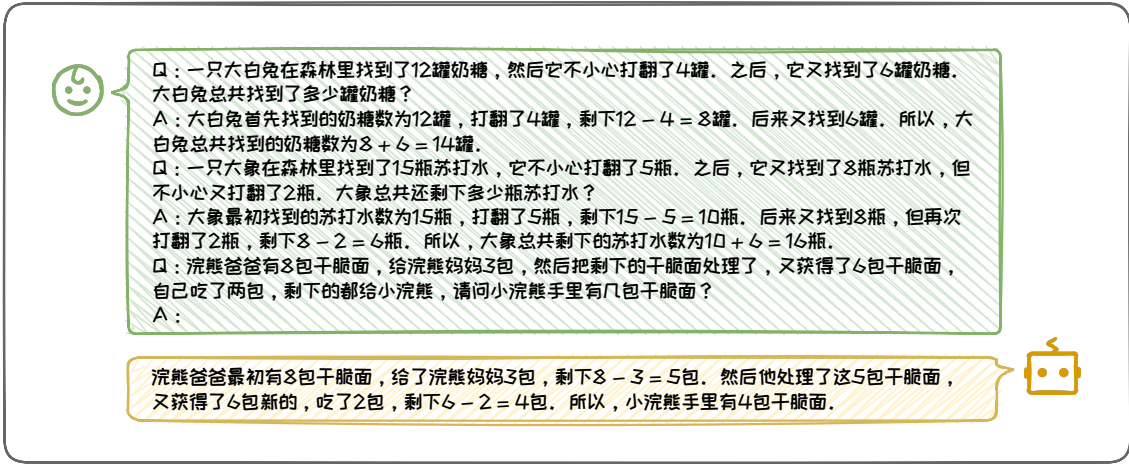 Q：一只大白兔在森林里找到了12罐奶糖，然后它不小心打翻了4罐. 之后，它又找到了6罐奶糖.
大白兔总共找到了多少罐奶糖？
A：大白兔首先找到的奶糖数为12罐，打翻了4罐，剩下12 - 4 = 8罐. 后来又找到6罐. 所以，大
白兔总共找到的奶糖数为8 + 6 = 14罐.
Q：一只大象在森林里找到了15瓶苏打水，它不小心打翻了5瓶. 之后，它又找到了8瓶苏打水，但
不小心又打翻了2瓶. 大象总共还剩下多少瓶苏打水？
A：大象最初找到的苏打水数为15瓶，打翻了5瓶，剩下15 - 5 = 10瓶. 后来又找到8瓶，但再次
打翻了2瓶，剩下8 - 2 = 6瓶. 所以，大象总共剩下的苏打水数为10 + 6 = 16瓶.
Q：浣熊爸爸有8包干脆面，给浣熊妈妈3包，然后把剩下的干脆面处理了，又获得了6包干脆面，
自己吃了两包，剩下的都给小浣熊，请问小浣熊手里有几包干脆面？
A：
浣熊爸爸最初有8包干脆面，给了浣熊妈妈3包，剩下8 - 3 = 5包. 然后他处理了这5包干脆面，
又获得了6包新的，吃了2包，剩下6 - 2 = 4包. 所以，小浣熊手里有4包干脆面.